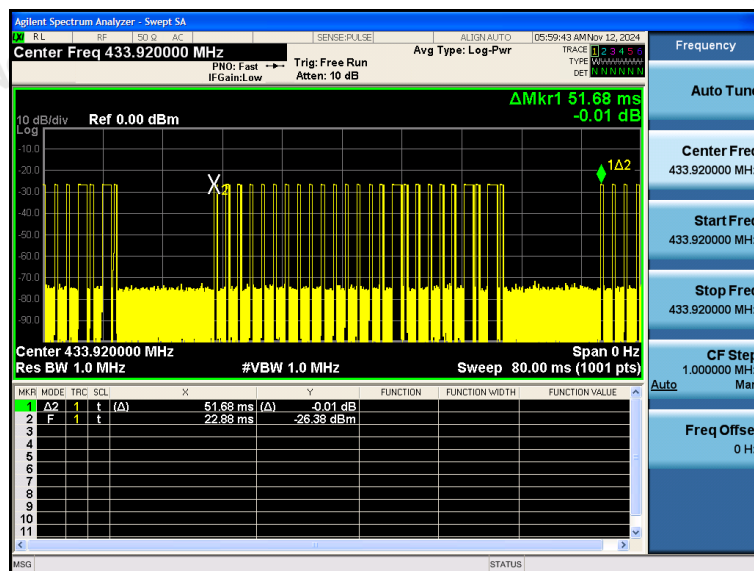 Agilent Spectrum Analyzer - Swept SA
LXI RL RF 50 Ω AC SENSE:PULSE ALIGN AUTO 05:59:43 AM Nov 12, 2024
Center Freq 433.920000 MHz
PNO: Fast
IFGain:Low
Trig: Free Run
Atten: 10 dB
Avg Type: Log-Pwr
TRACE 1 2 3 4 5 6
TYPE
DET N N N N N N
ΔMkr1 51.68 ms
-0.01 dB
10 dB/div Ref 0.00 dBm
Log
-10.0
-20.0
-30.0
-40.0
-50.0
-60.0
-70.0
-80.0
-90.0
X2
1Δ2
Center 433.920000 MHz Span 0 Hz
Res BW 1.0 MHz #VBW 1.0 MHz Sweep 80.00 ms (1001 pts)
MKR MODE TRC SCL X Y FUNCTION FUNCTION WIDTH FUNCTION VALUE
1 Δ2 1 t (Δ) 51.68 ms (Δ) -0.01 dB
2 F 1 t 22.88 ms -26.38 dBm
3
4
5
6
7
8
9
10
11
MSG STATUS
Frequency
Auto Tune
Center Freq
433.920000 MH
Start Freq
433.920000 MH
Stop Freq
433.920000 MH
CF Step
1.000000 MH
Auto Man
Freq Offse
0 H